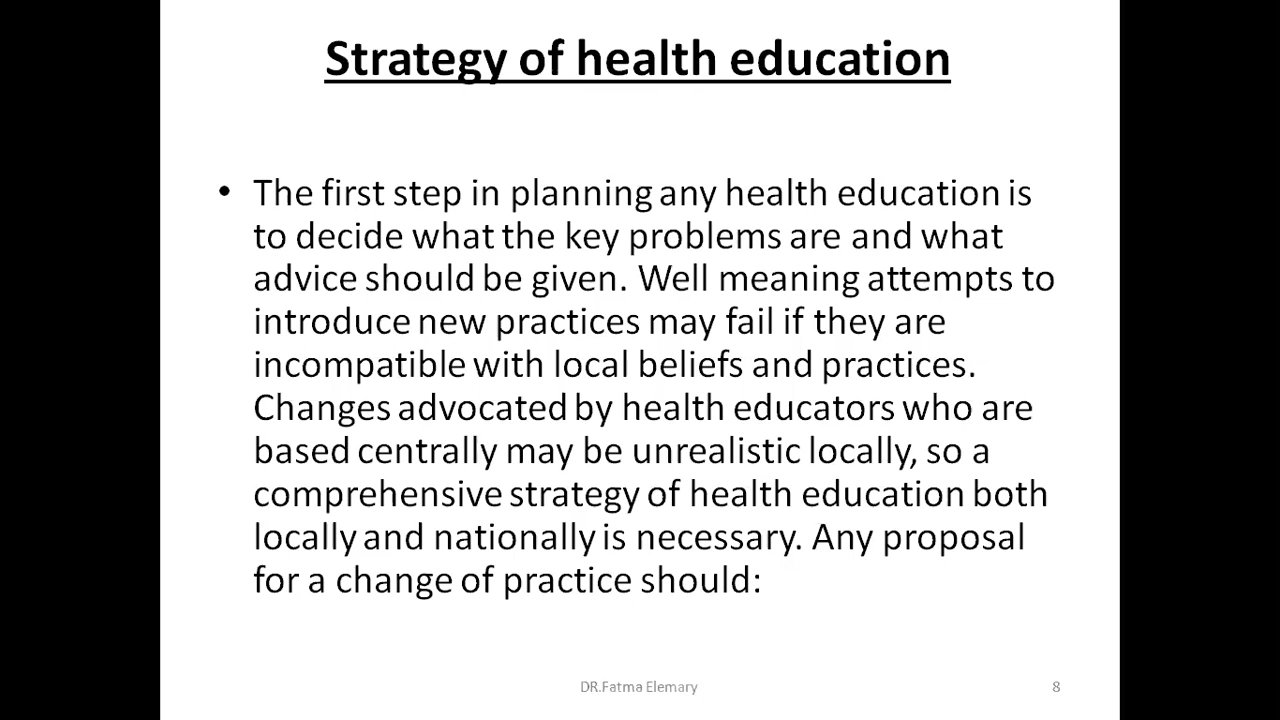 Strategy of health education
• The first step in planning any health education is
to decide what the key problems are and what
advice should be given. Well meaning attempts to
introduce new practices may fail if they are
incompatible with local beliefs and practices.
Changes advocated by health educators who are
based centrally may be unrealistic locally, so a
comprehensive strategy of health education both
locally and nationally is necessary. Any proposal
for a change of practice should:
DR.Fatma Elemary
8